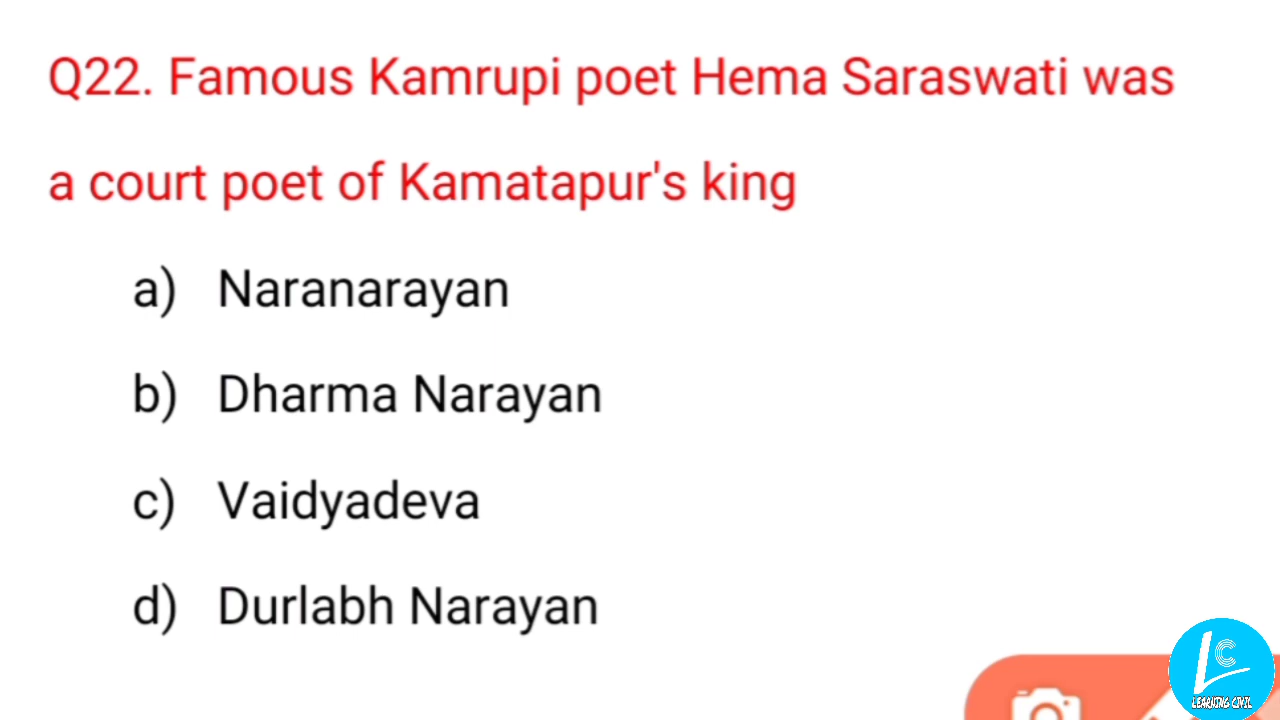 Q22. Famous Kamrupi poet Hema Saraswati was
a court poet of Kamatapur's king
a) Naranarayan
b) Dharma Narayan
c) Vaidyadeva
d) Durlabh Narayan
LC
LEARNING CIVIL